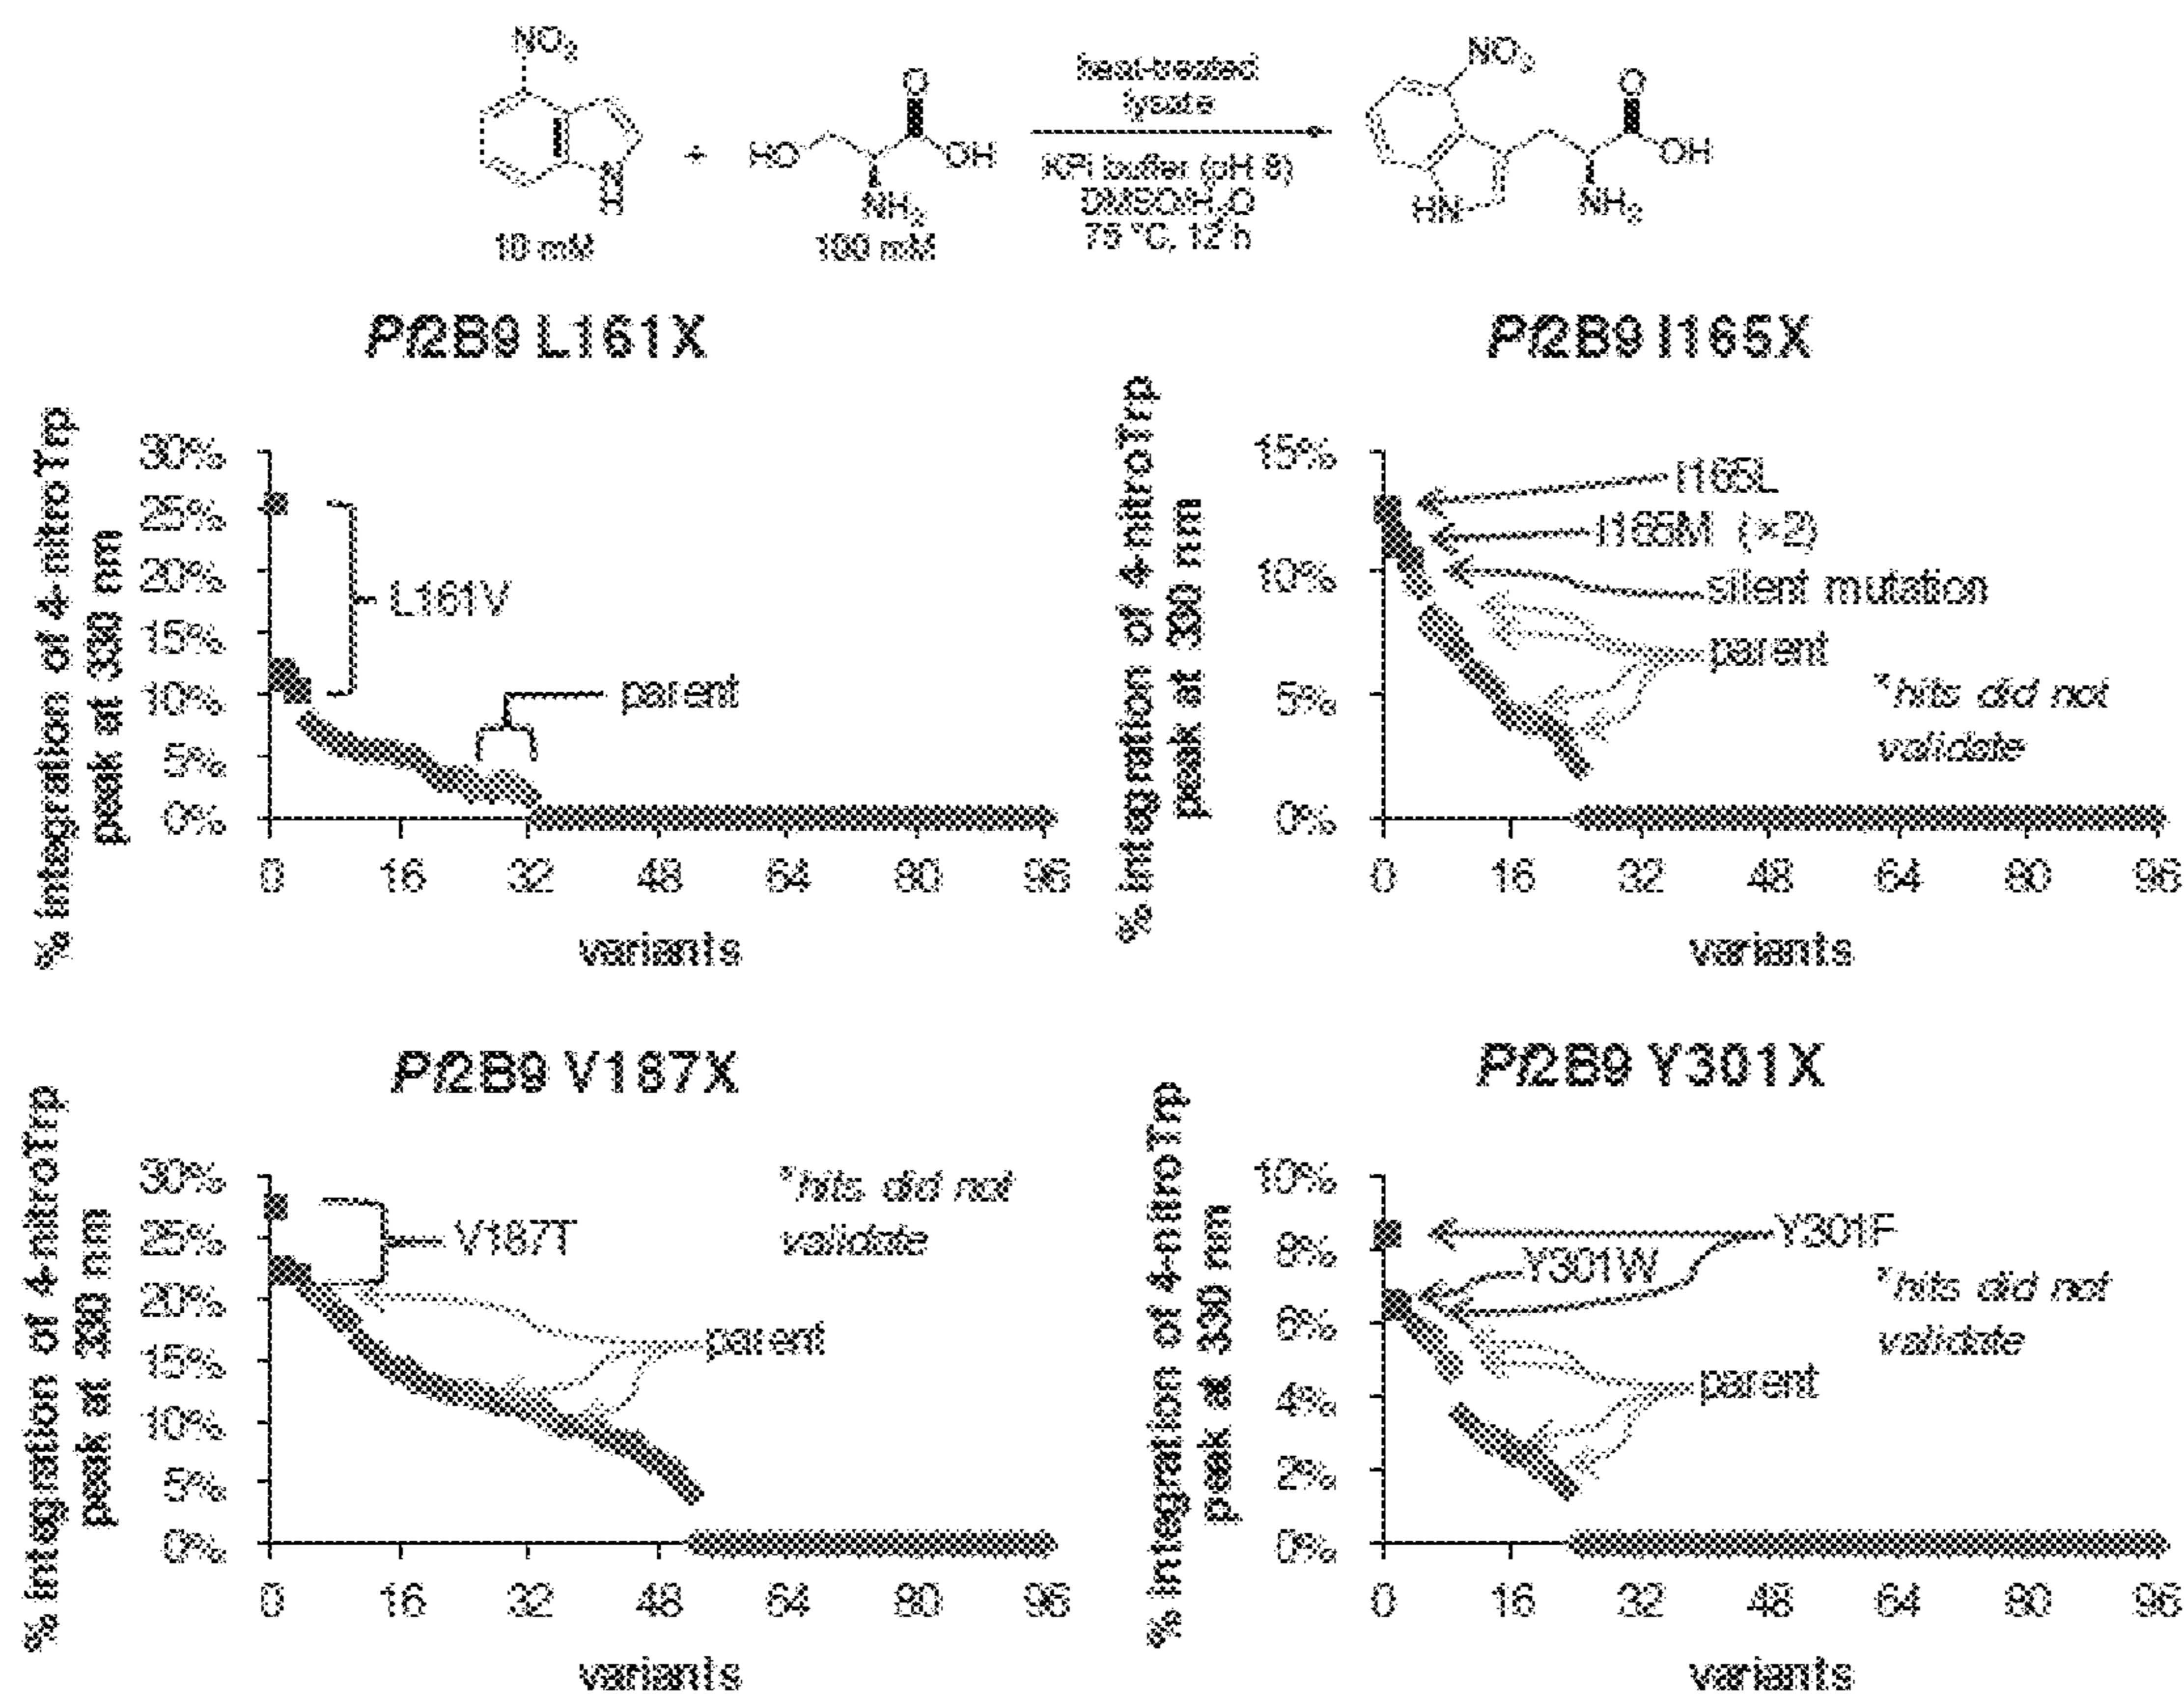 NO2
NO2
heat-treated
lysate
O
O
+
HO
OH
OH
N
H
NH2
KPi buffer (pH 8)
DMSO/H2O
75 °C, 12 h
HN
NH2
10 mM
100 mM
Pf2B9 L161X
% integration of 4-nitroTrp
peak at 330 nm
30%
25%
20%
15%
10%
5%
0%
L161V
parent
0 16 32 48 64 80 96
variants
Pf2B9 I165X
% integration of 4-nitroTrp
peak at 330 nm
15%
10%
5%
0%
I165L
I165M (×2)
silent mutation
parent
*hits did not
validate
0 16 32 48 64 80 96
variants
Pf2B9 V187X
% integration of 4-nitroTrp
peak at 330 nm
30%
25%
20%
15%
10%
5%
0%
V187T
*hits did not
validate
parent
0 16 32 48 64 80 96
variants
Pf2B9 Y301X
% integration of 4-nitroTrp
peak at 330 nm
10%
8%
6%
4%
2%
0%
Y301F
Y301W
*hits did not
validate
parent
0 16 32 48 64 80 96
variants